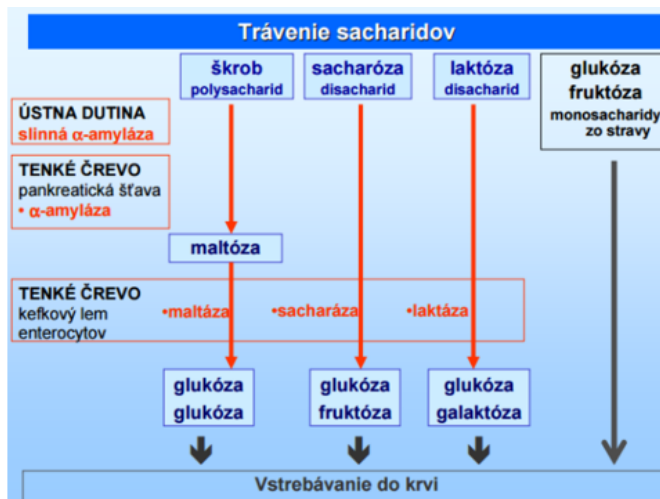 Trávenie sacharidov
škrob
polysacharid
sacharóza
disacharid
laktóza
disacharid
glukóza
fruktóza
monosacharidy
zo stravy
ÚSTNA DUTINA
slinná α-amyláza
TENKÉ ČREVO
pankreatická šťava
• α-amyláza
maltóza
TENKÉ ČREVO
kefkový lem
enterocytov
•maltáza
•sacharáza
•laktáza
glukóza
glukóza
glukóza
fruktóza
glukóza
galaktóza
Vstrebávanie do krvi